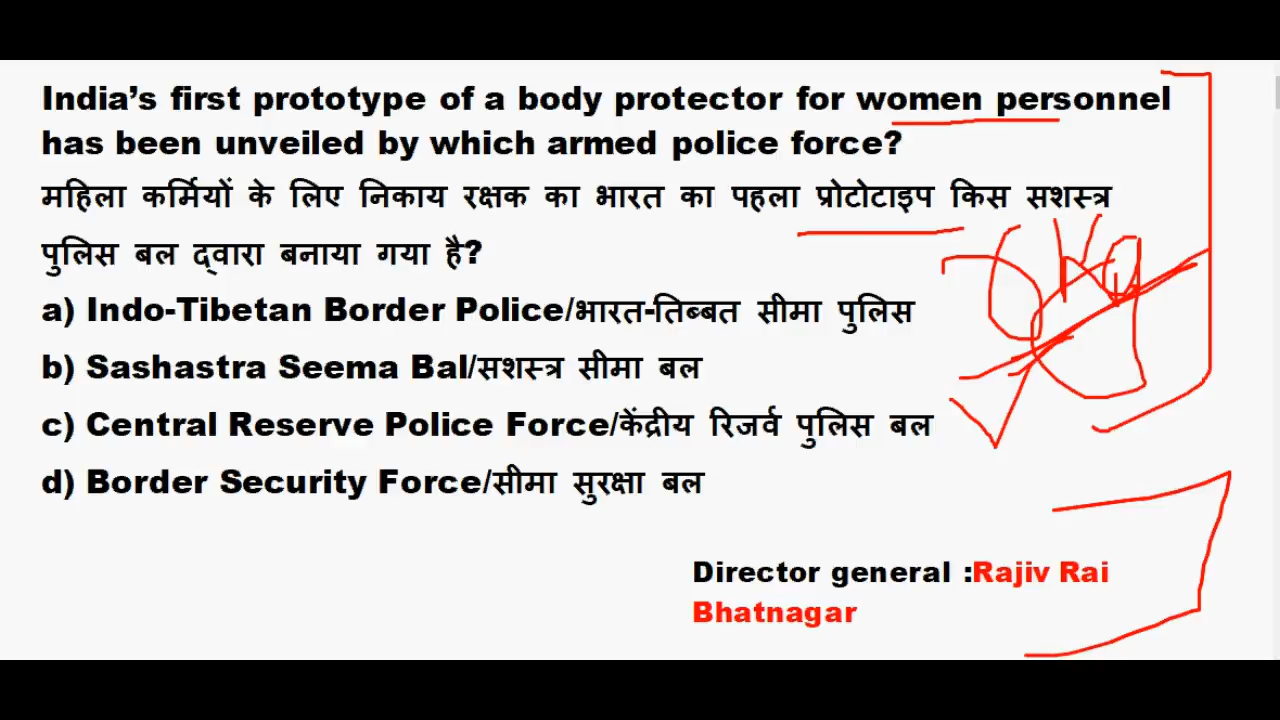 India’s first prototype of a body protector for women personnel
has been unveiled by which armed police force?
महिला कर्मियों के लिए निकाय रक्षक का भारत का पहला प्रोटोटाइप किस सशस्त्र
पुलिस बल द्वारा बनाया गया है?
a) Indo-Tibetan Border Police/भारत-तिब्बत सीमा पुलिस
b) Sashastra Seema Bal/सशस्त्र सीमा बल
c) Central Reserve Police Force/केंद्रीय रिजर्व पुलिस बल
d) Border Security Force/सीमा सुरक्षा बल
Director general :Rajiv Rai
Bhatnagar